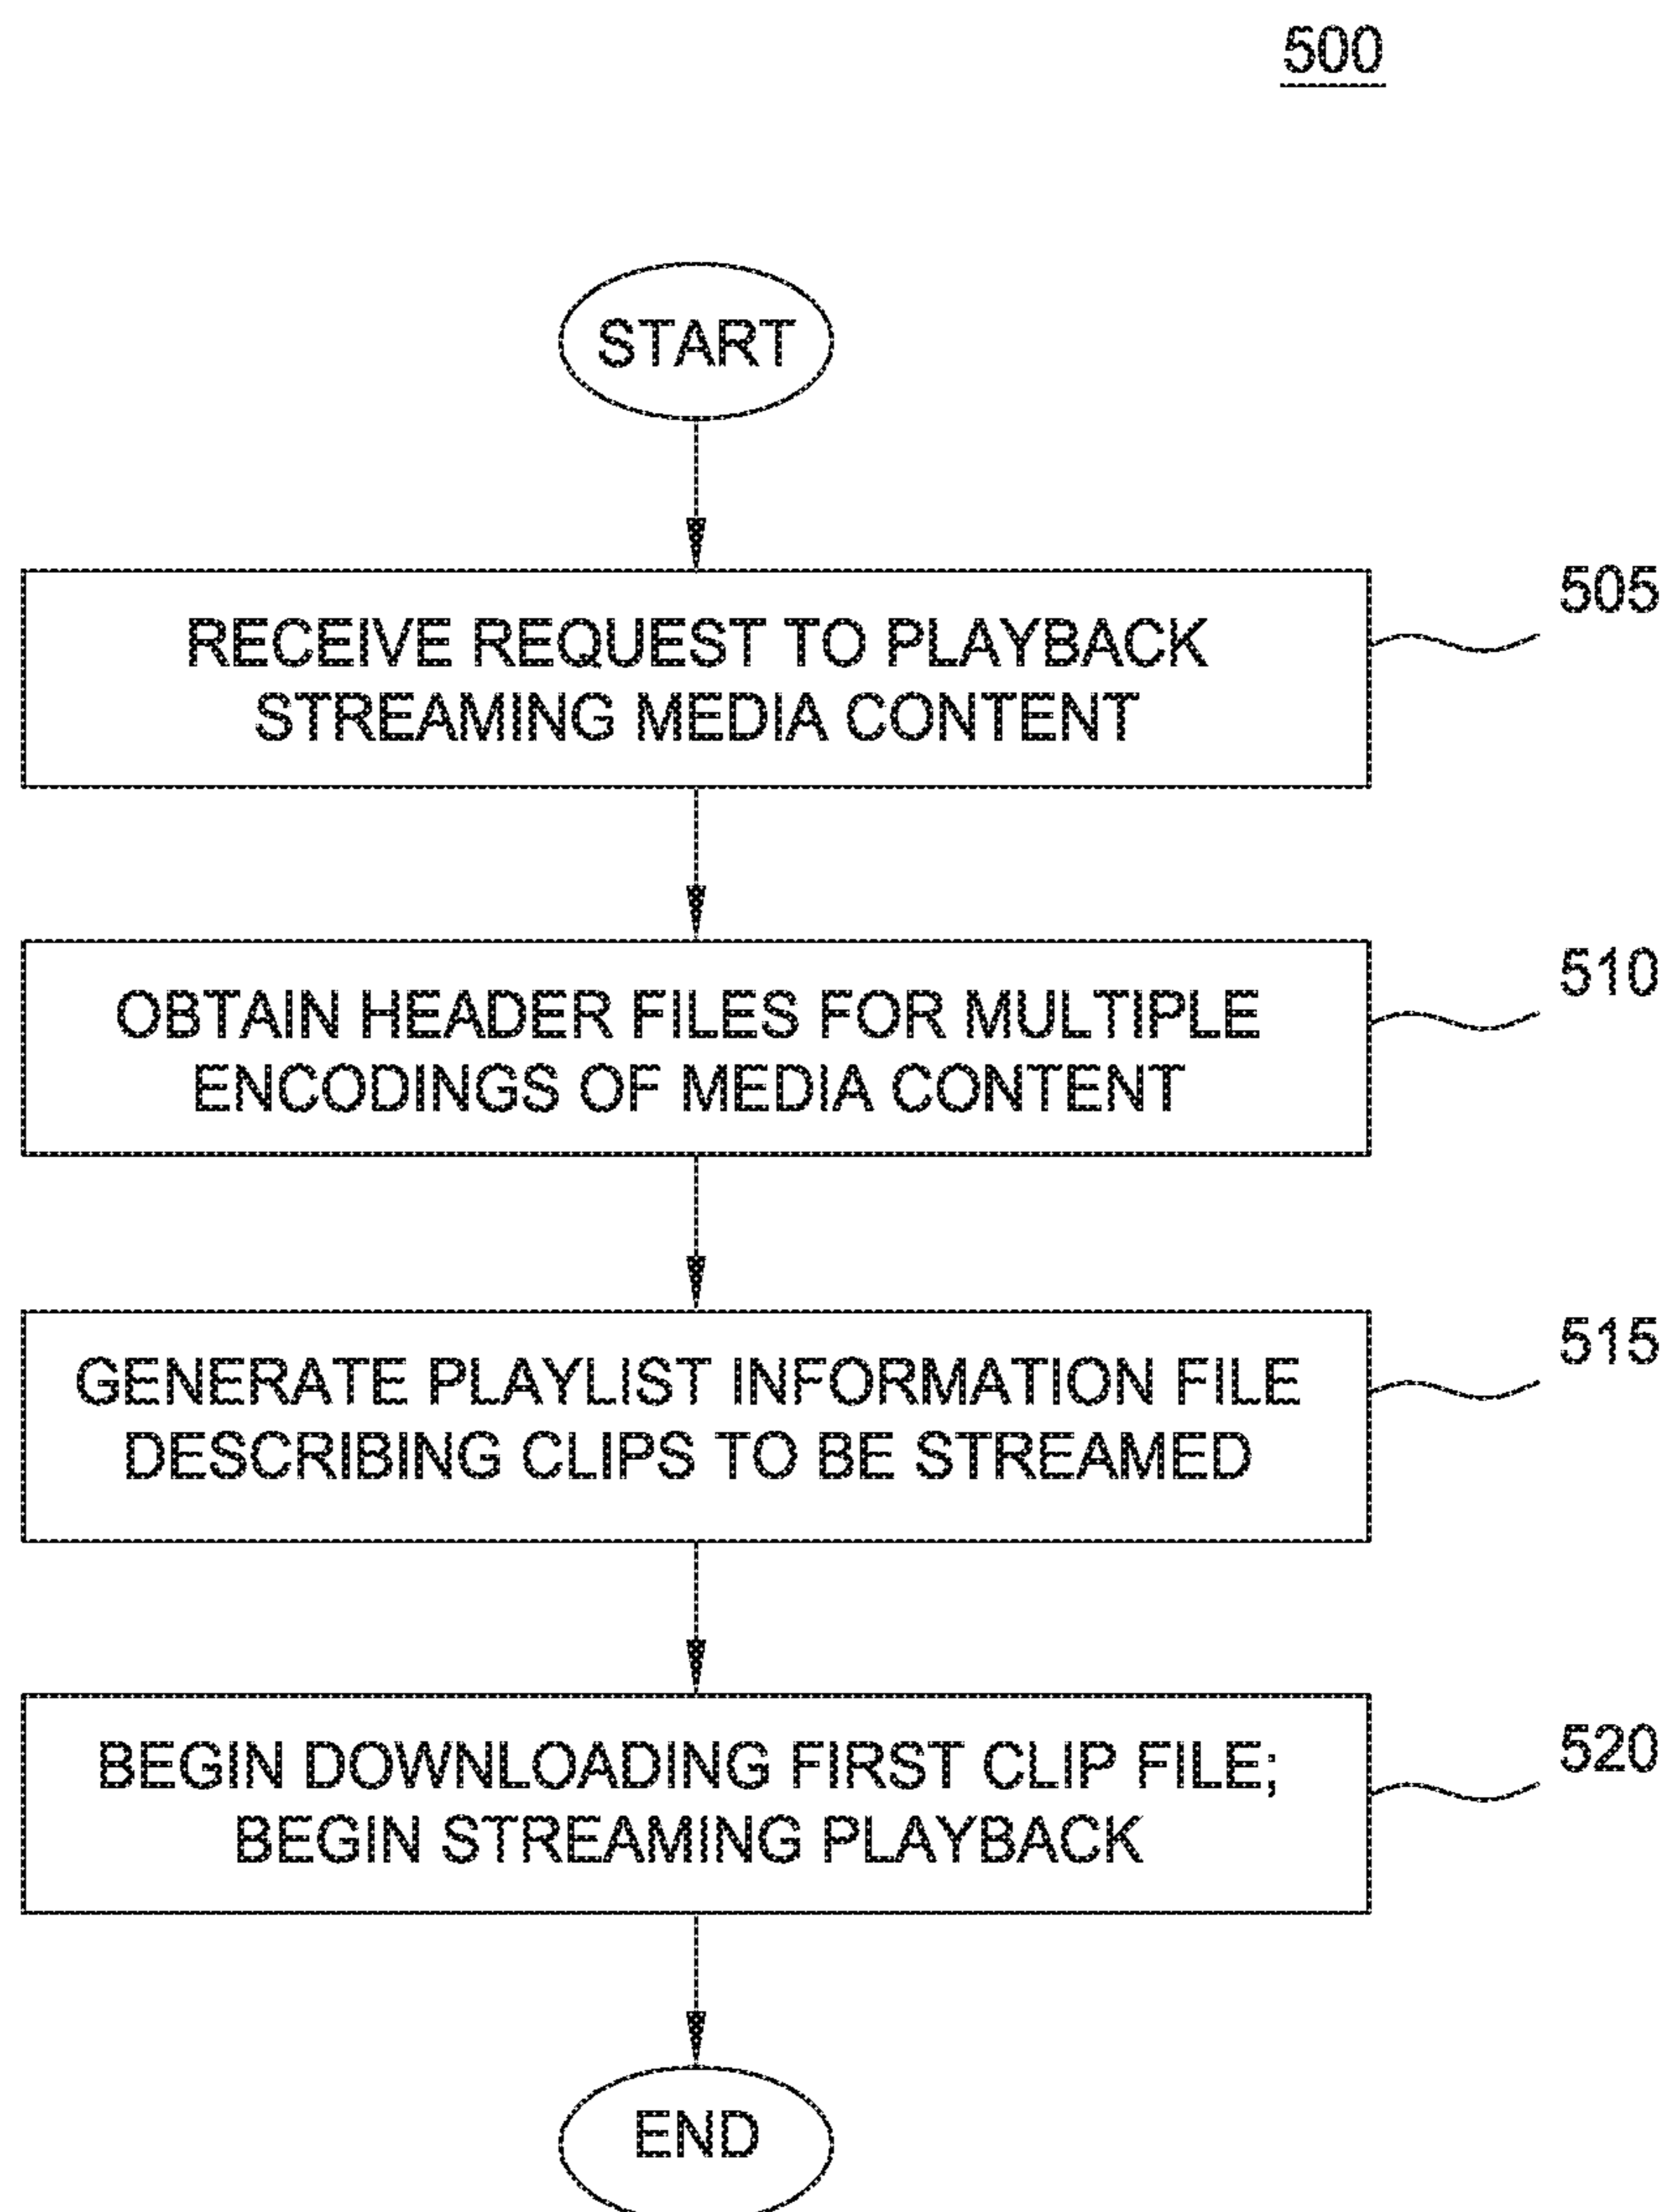 500
START
RECEIVE REQUEST TO PLAYBACK
STREAMING MEDIA CONTENT
505
OBTAIN HEADER FILES FOR MULTIPLE
ENCODINGS OF MEDIA CONTENT
510
GENERATE PLAYLIST INFORMATION FILE
DESCRIBING CLIPS TO BE STREAMED
515
BEGIN DOWNLOADING FIRST CLIP FILE;
BEGIN STREAMING PLAYBACK
520
END